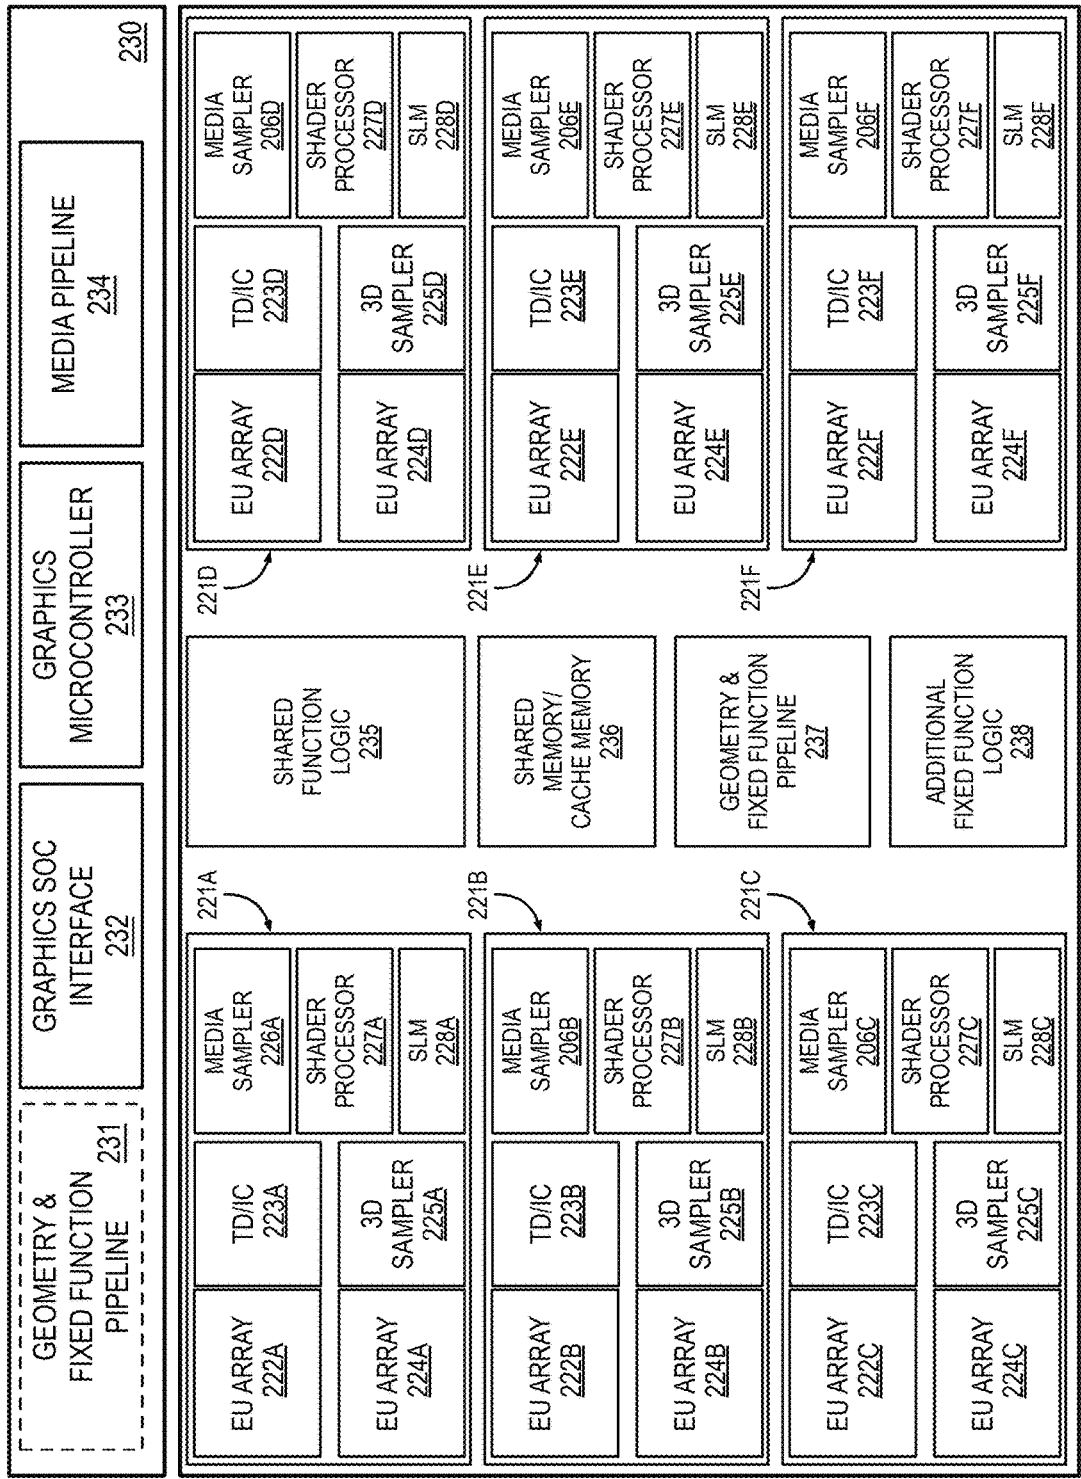 GEOMETRY &
FIXED FUNCTION
PIPELINE
231
GRAPHICS SOC
INTERFACE
232
GRAPHICS
MICROCONTROLLER
233
MEDIA PIPELINE
234
230
EU ARRAY
222A
TD/IC
223A
MEDIA
SAMPLER
226A
EU ARRAY
224A
3D
SAMPLER
225A
SHADER
PROCESSOR
227A
SLM
228A
221A
SHARED
FUNCTION
LOGIC
235
221D
EU ARRAY
222D
TD/IC
223D
MEDIA
SAMPLER
206D
EU ARRAY
224D
3D
SAMPLER
225D
SHADER
PROCESSOR
227D
SLM
228D
EU ARRAY
222B
TD/IC
223B
MEDIA
SAMPLER
206B
EU ARRAY
224B
3D
SAMPLER
225B
SHADER
PROCESSOR
227B
SLM
228B
221B
SHARED
MEMORY/
CACHE MEMORY
236
221E
EU ARRAY
222E
TD/IC
223E
MEDIA
SAMPLER
206E
EU ARRAY
224E
3D
SAMPLER
225E
SHADER
PROCESSOR
227E
SLM
228E
GEOMETRY &
FIXED FUNCTION
PIPELINE
237
EU ARRAY
222C
TD/IC
223C
MEDIA
SAMPLER
206C
EU ARRAY
224C
3D
SAMPLER
225C
SHADER
PROCESSOR
227C
SLM
228C
221C
ADDITIONAL
FIXED FUNCTION
LOGIC
238
221F
EU ARRAY
222F
TD/IC
223F
MEDIA
SAMPLER
206F
EU ARRAY
224F
3D
SAMPLER
225F
SHADER
PROCESSOR
227F
SLM
228F